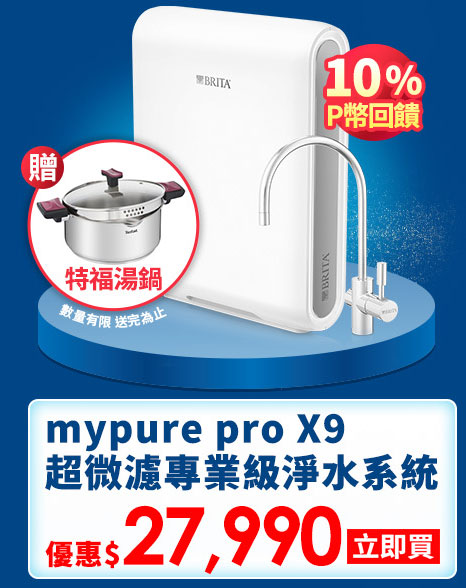 BRITA
10%
P幣回饋
贈
Tefal
特福湯鍋
數量有限 送完為止
BRITA
BRITA
mypure pro X9
超微濾專業級淨水系統
優惠$27,990 立即買